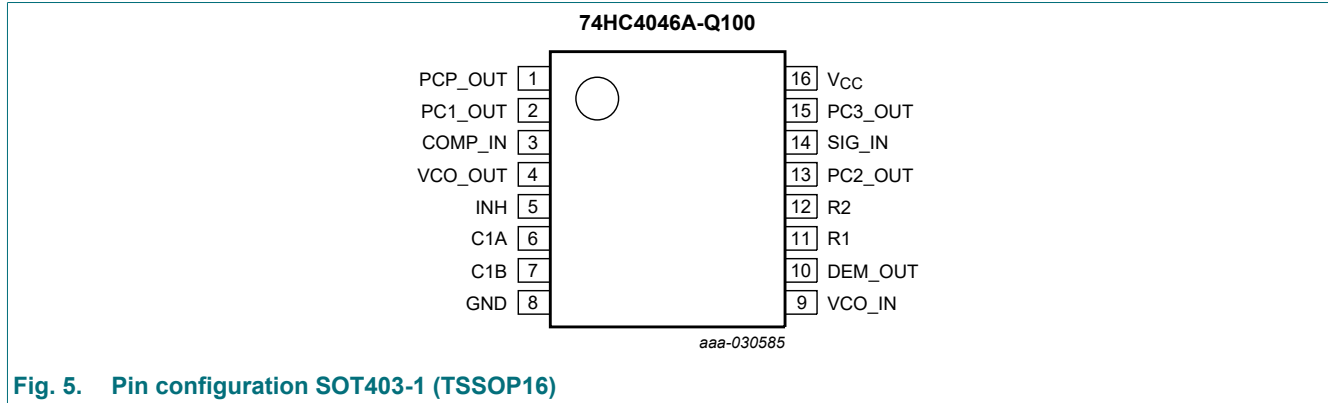 74HC4046A-Q100
PCP_OUT 1 16 VCC
PC1_OUT 2 15 PC3_OUT
COMP_IN 3 14 SIG_IN
VCO_OUT 4 13 PC2_OUT
INH 5 12 R2
C1A 6 11 R1
C1B 7 10 DEM_OUT
GND 8 9 VCO_IN
aaa-030585
Fig. 5. Pin configuration SOT403-1 (TSSOP16)